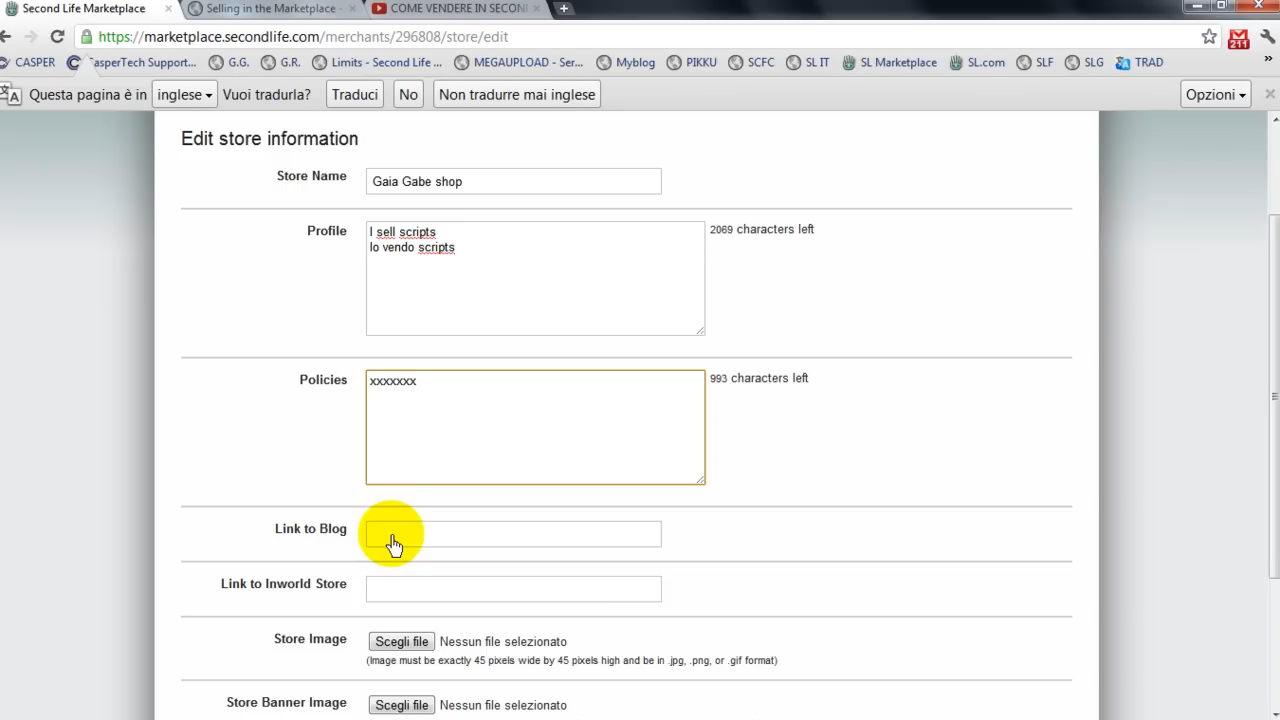 Second Life Marketplace
Selling in the Marketplace -
COME VENDERE IN SECON
https://marketplace.secondlife.com/merchants/296808/store/edit
211
CASPER
CasperTech Support...
G.G.
G.R.
Limits - Second Life ...
MEGAUPLOAD - Ser...
Myblog
PIKKU
SCFC
SL IT
SL Marketplace
SL.com
SLF
SLG
TRAD
Questa pagina è in inglese Vuoi tradurla? Traduci No Non tradurre mai inglese Opzioni
Edit store information
Store Name
Gaia Gabe shop
Profile
I sell scripts
Io vendo scripts
2069 characters left
Policies
xxxxxxx
993 characters left
Link to Blog
Link to Inworld Store
Store Image
Scegli file Nessun file selezionato
(Image must be exactly 45 pixels wide by 45 pixels high and be in .jpg, .png, or .gif format)
Store Banner Image
Scegli file Nessun file selezionato